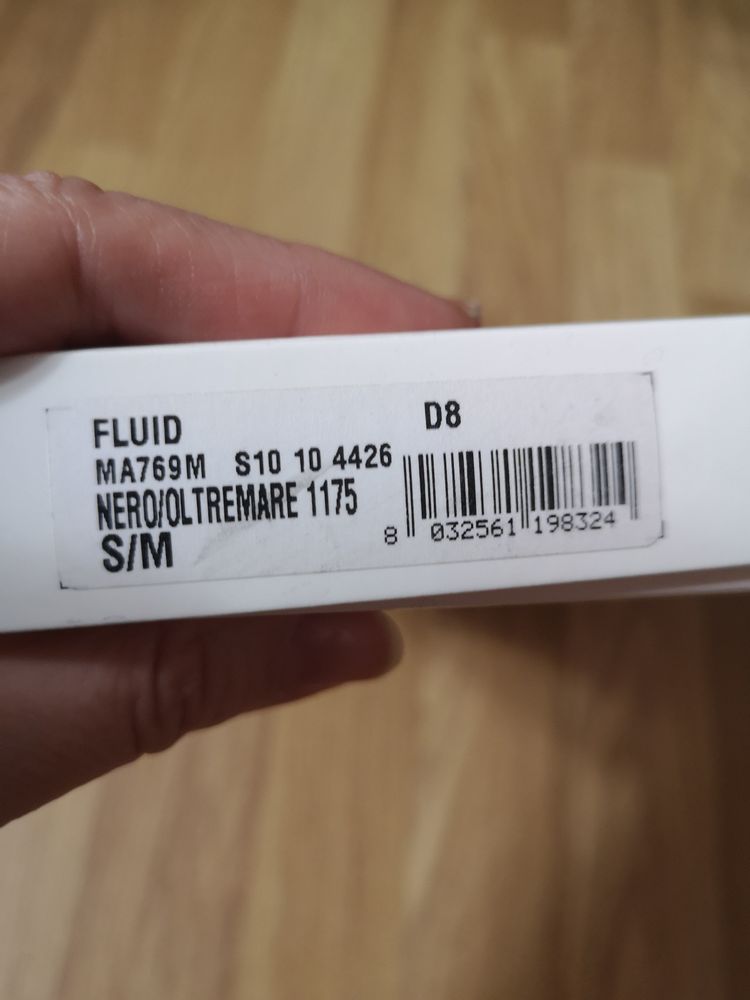 FLUID
D8
MA769M S10 10 4426
NERO/OLTREMARE 1175
S/M
8 032561 198324